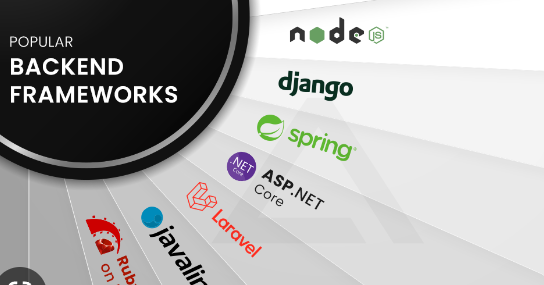 POPULAR
BACKEND
FRAMEWORKS
node
JS
django
spring
.NET
Core
ASP.NET
Core
Laravel
javalin
Ruby
on